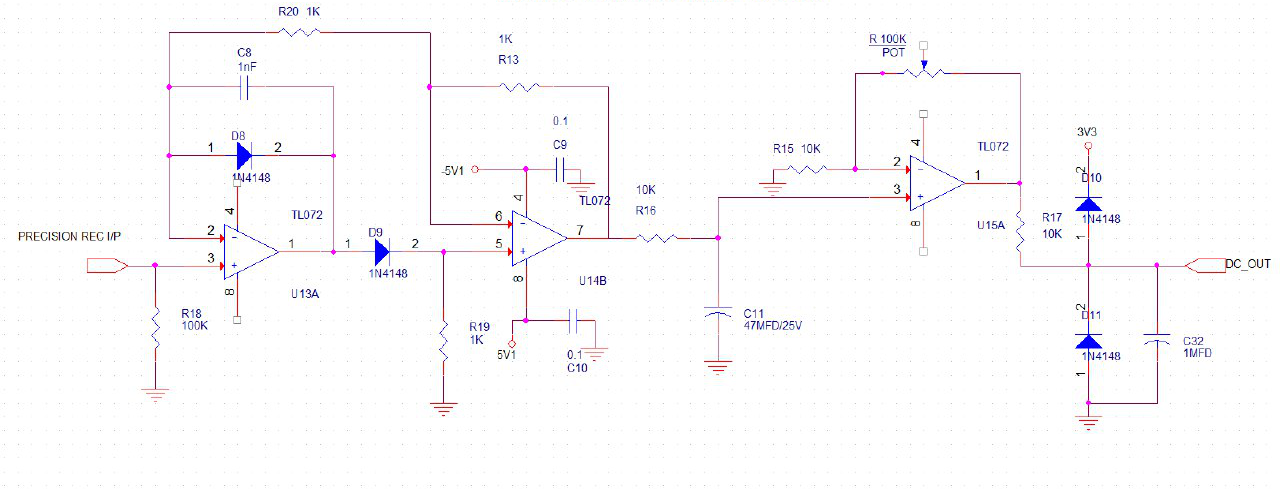 R20 1K
C8
1nF
1K
R13
R 100K
POT
D8
1 2
1N4148
4
TL072
2
3
1
8
U13A
PRECISION REC I/P
R18
100K
D9
1 2
1N4148
0.1
C9
-5V1
4
TL072
6
5
7
8
U14B
R19
1K
5V1
0.1
C10
10K
R16
C11
47MFD/25V
R15 10K
4
TL072
2
3
1
8
U15A
R17
10K
3V3
2
D10
1N4148
1
DC_OUT
2
D11
1N4148
1
C32
1MFD